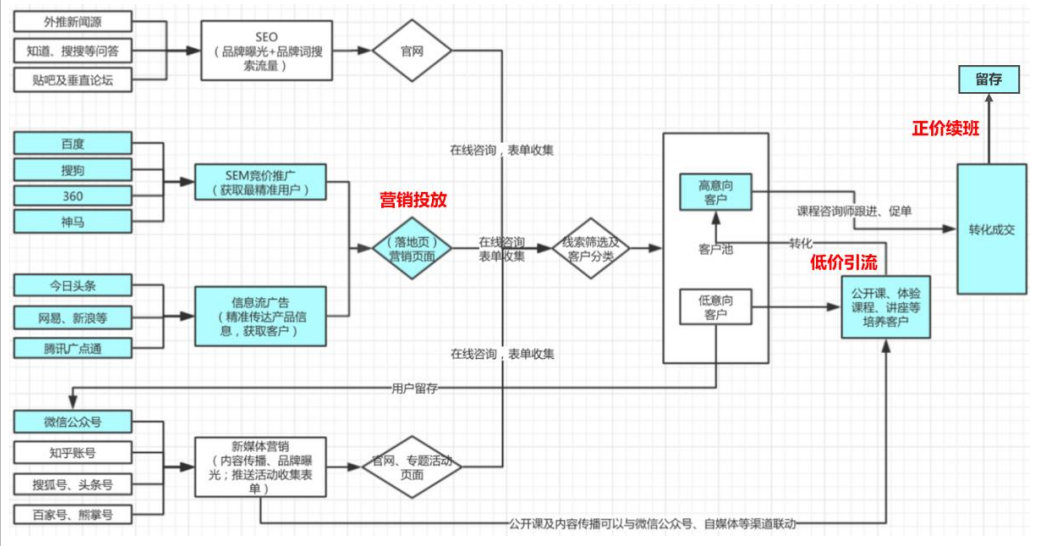 外推新闻源
知道、搜搜等问答
贴吧及垂直论坛
SEO
（品牌曝光+品牌词搜
索流量）
官网
留存
正价续班
百度
搜狗
360
神马
SEM竞价推广
（获取最精准用户）
在线咨询，表单收集
营销投放
（落地页）
营销页面
在线咨询
表单收集
线索筛选及
客户分类
高意向
客户
客户池
低意向
客户
课程咨询师跟进、促单
转化
低价引流
转化成交
公开课、体验
课程、讲座等
培养客户
今日头条
网易、新浪等
腾讯广点通
信息流广告
（精准传达产品信
息，获取客户）
在线咨询，表单收集
用户留存
微信公众号
知乎账号
搜狐号、头条号
百家号、熊掌号
新媒体营销
（内容传播、品牌曝
光；推送活动收集表
单）
官网、专题活动
页面
公开课及内容传播可以与微信公众号、自媒体等渠道联动